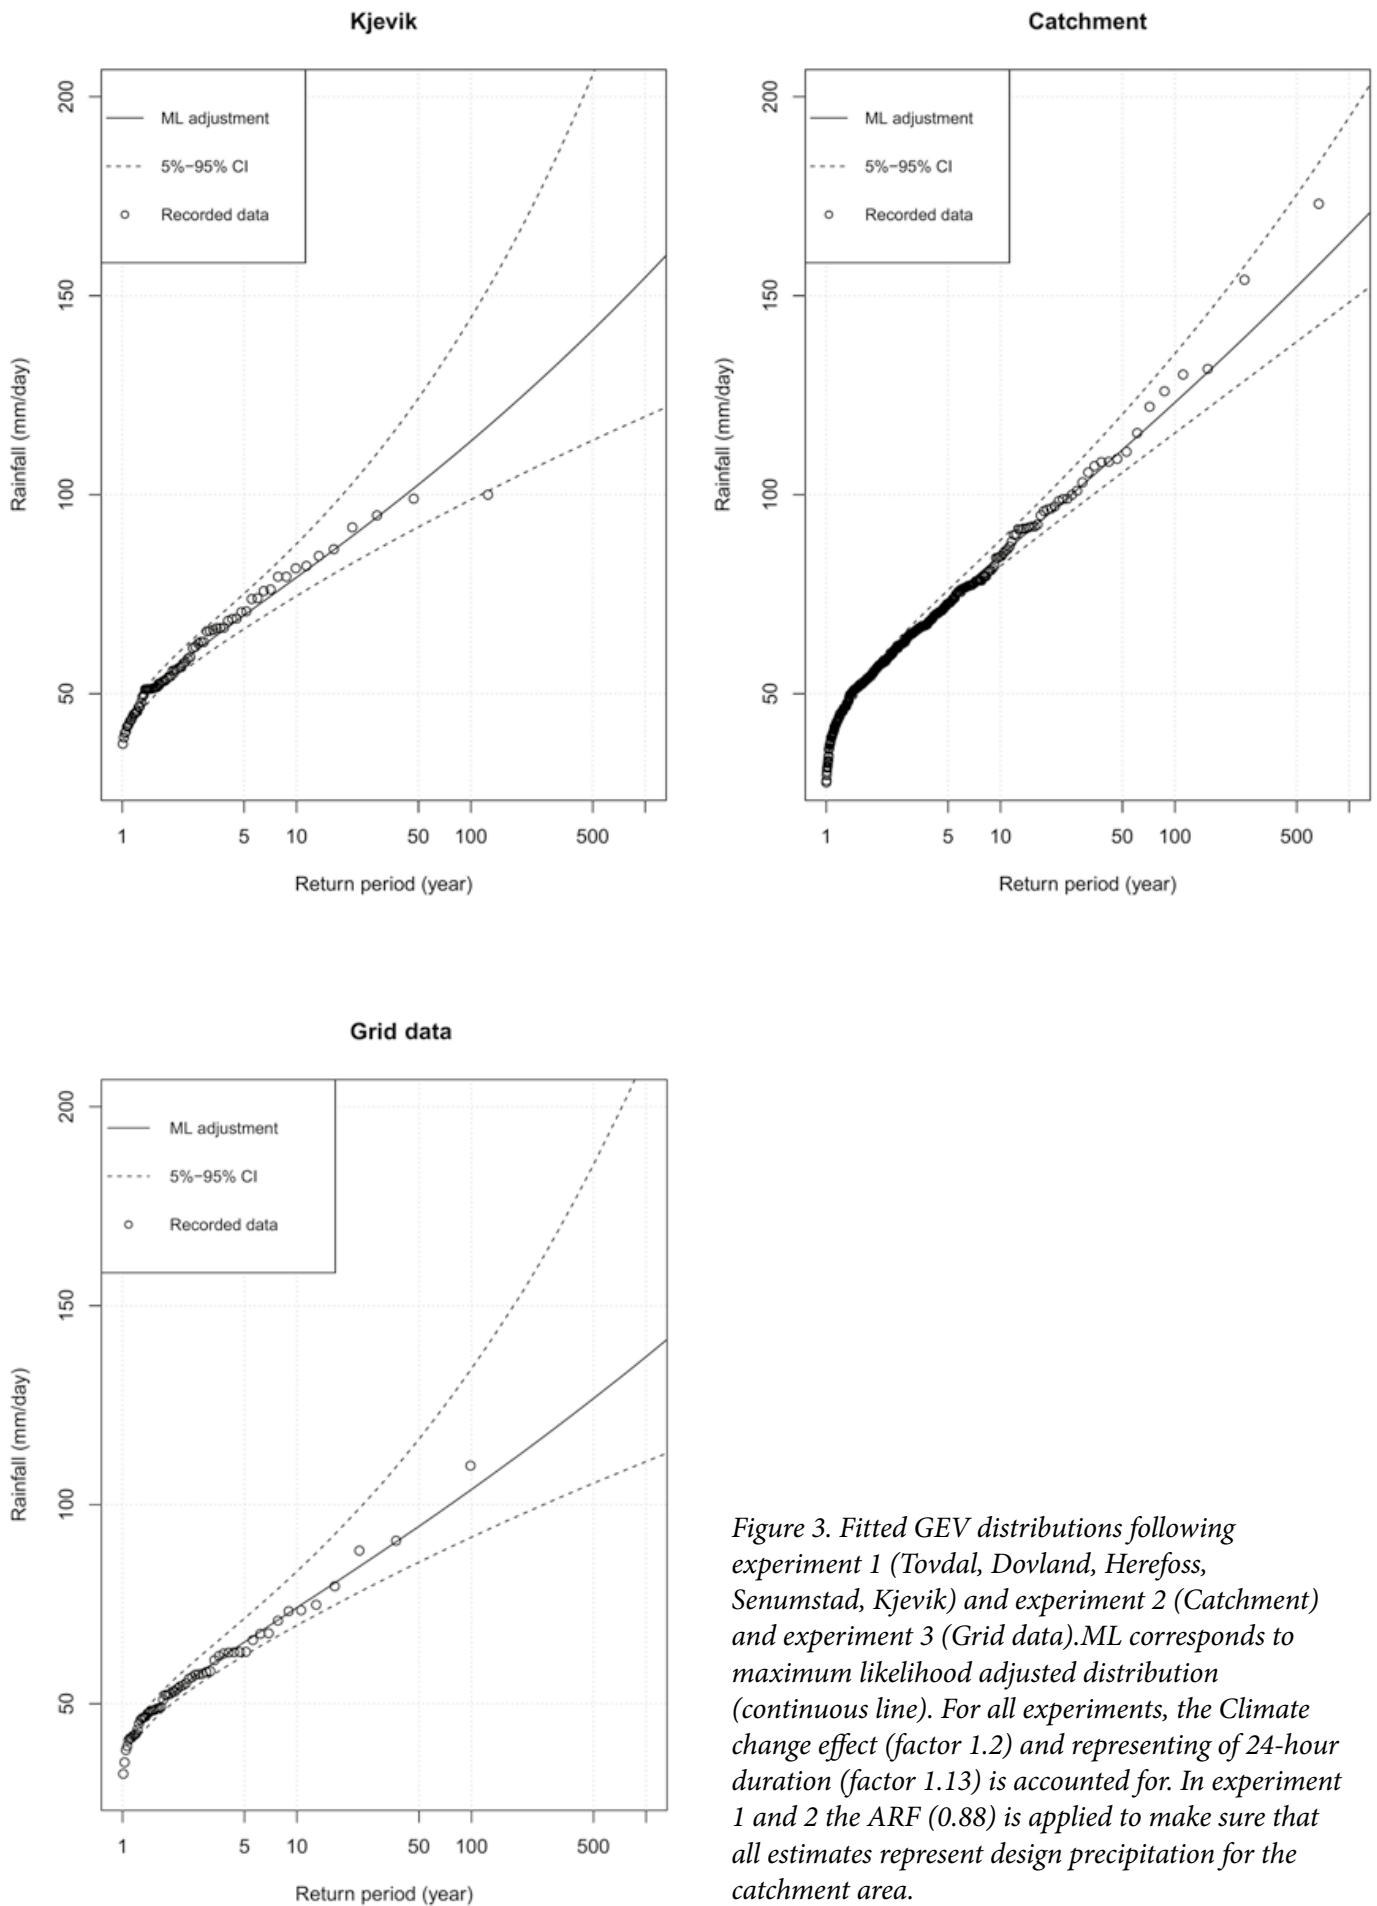 Kjevik
ML adjustment
5%−95% CI
Recorded data
Rainfall (mm/day)
200
150
100
50
1 5 10 50 100 500
Return period (year)
Catchment
ML adjustment
5%−95% CI
Recorded data
Rainfall (mm/day)
200
150
100
50
1 5 10 50 100 500
Return period (year)
Grid data
ML adjustment
5%−95% CI
Recorded data
Rainfall (mm/day)
200
150
100
50
1 5 10 50 100 500
Return period (year)
Figure 3. Fitted GEV distributions following
experiment 1 (Tovdal, Dovland, Herefoss,
Senumstad, Kjevik) and experiment 2 (Catchment)
and experiment 3 (Grid data).ML corresponds to
maximum likelihood adjusted distribution
(continuous line). For all experiments, the Climate
change effect (factor 1.2) and representing of 24-hour
duration (factor 1.13) is accounted for. In experiment
1 and 2 the ARF (0.88) is applied to make sure that
all estimates represent design precipitation for the
catchment area.